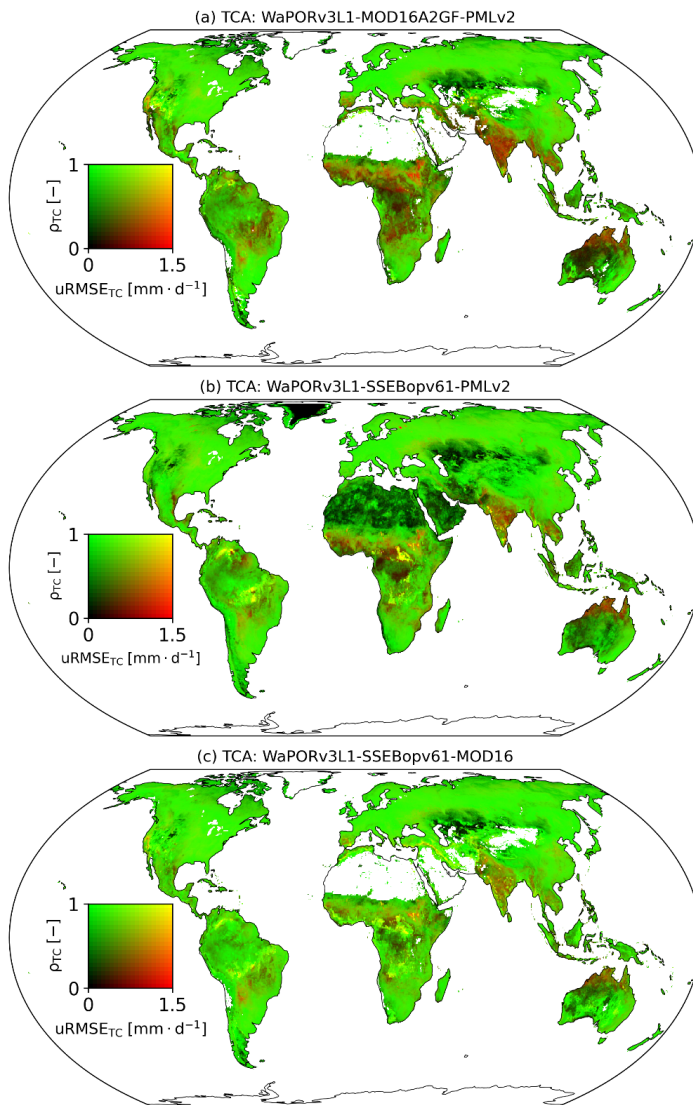 (a) TCA: WaPORv3L1-MOD16A2GF-PMLv2
1
ρTC [−]
0
0 1.5
uRMSETC [mm · d−1]
(b) TCA: WaPORv3L1-SSEBopv61-PMLv2
1
ρTC [−]
0
0 1.5
uRMSETC [mm · d−1]
(c) TCA: WaPORv3L1-SSEBopv61-MOD16
1
ρTC [−]
0
0 1.5
uRMSETC [mm · d−1]